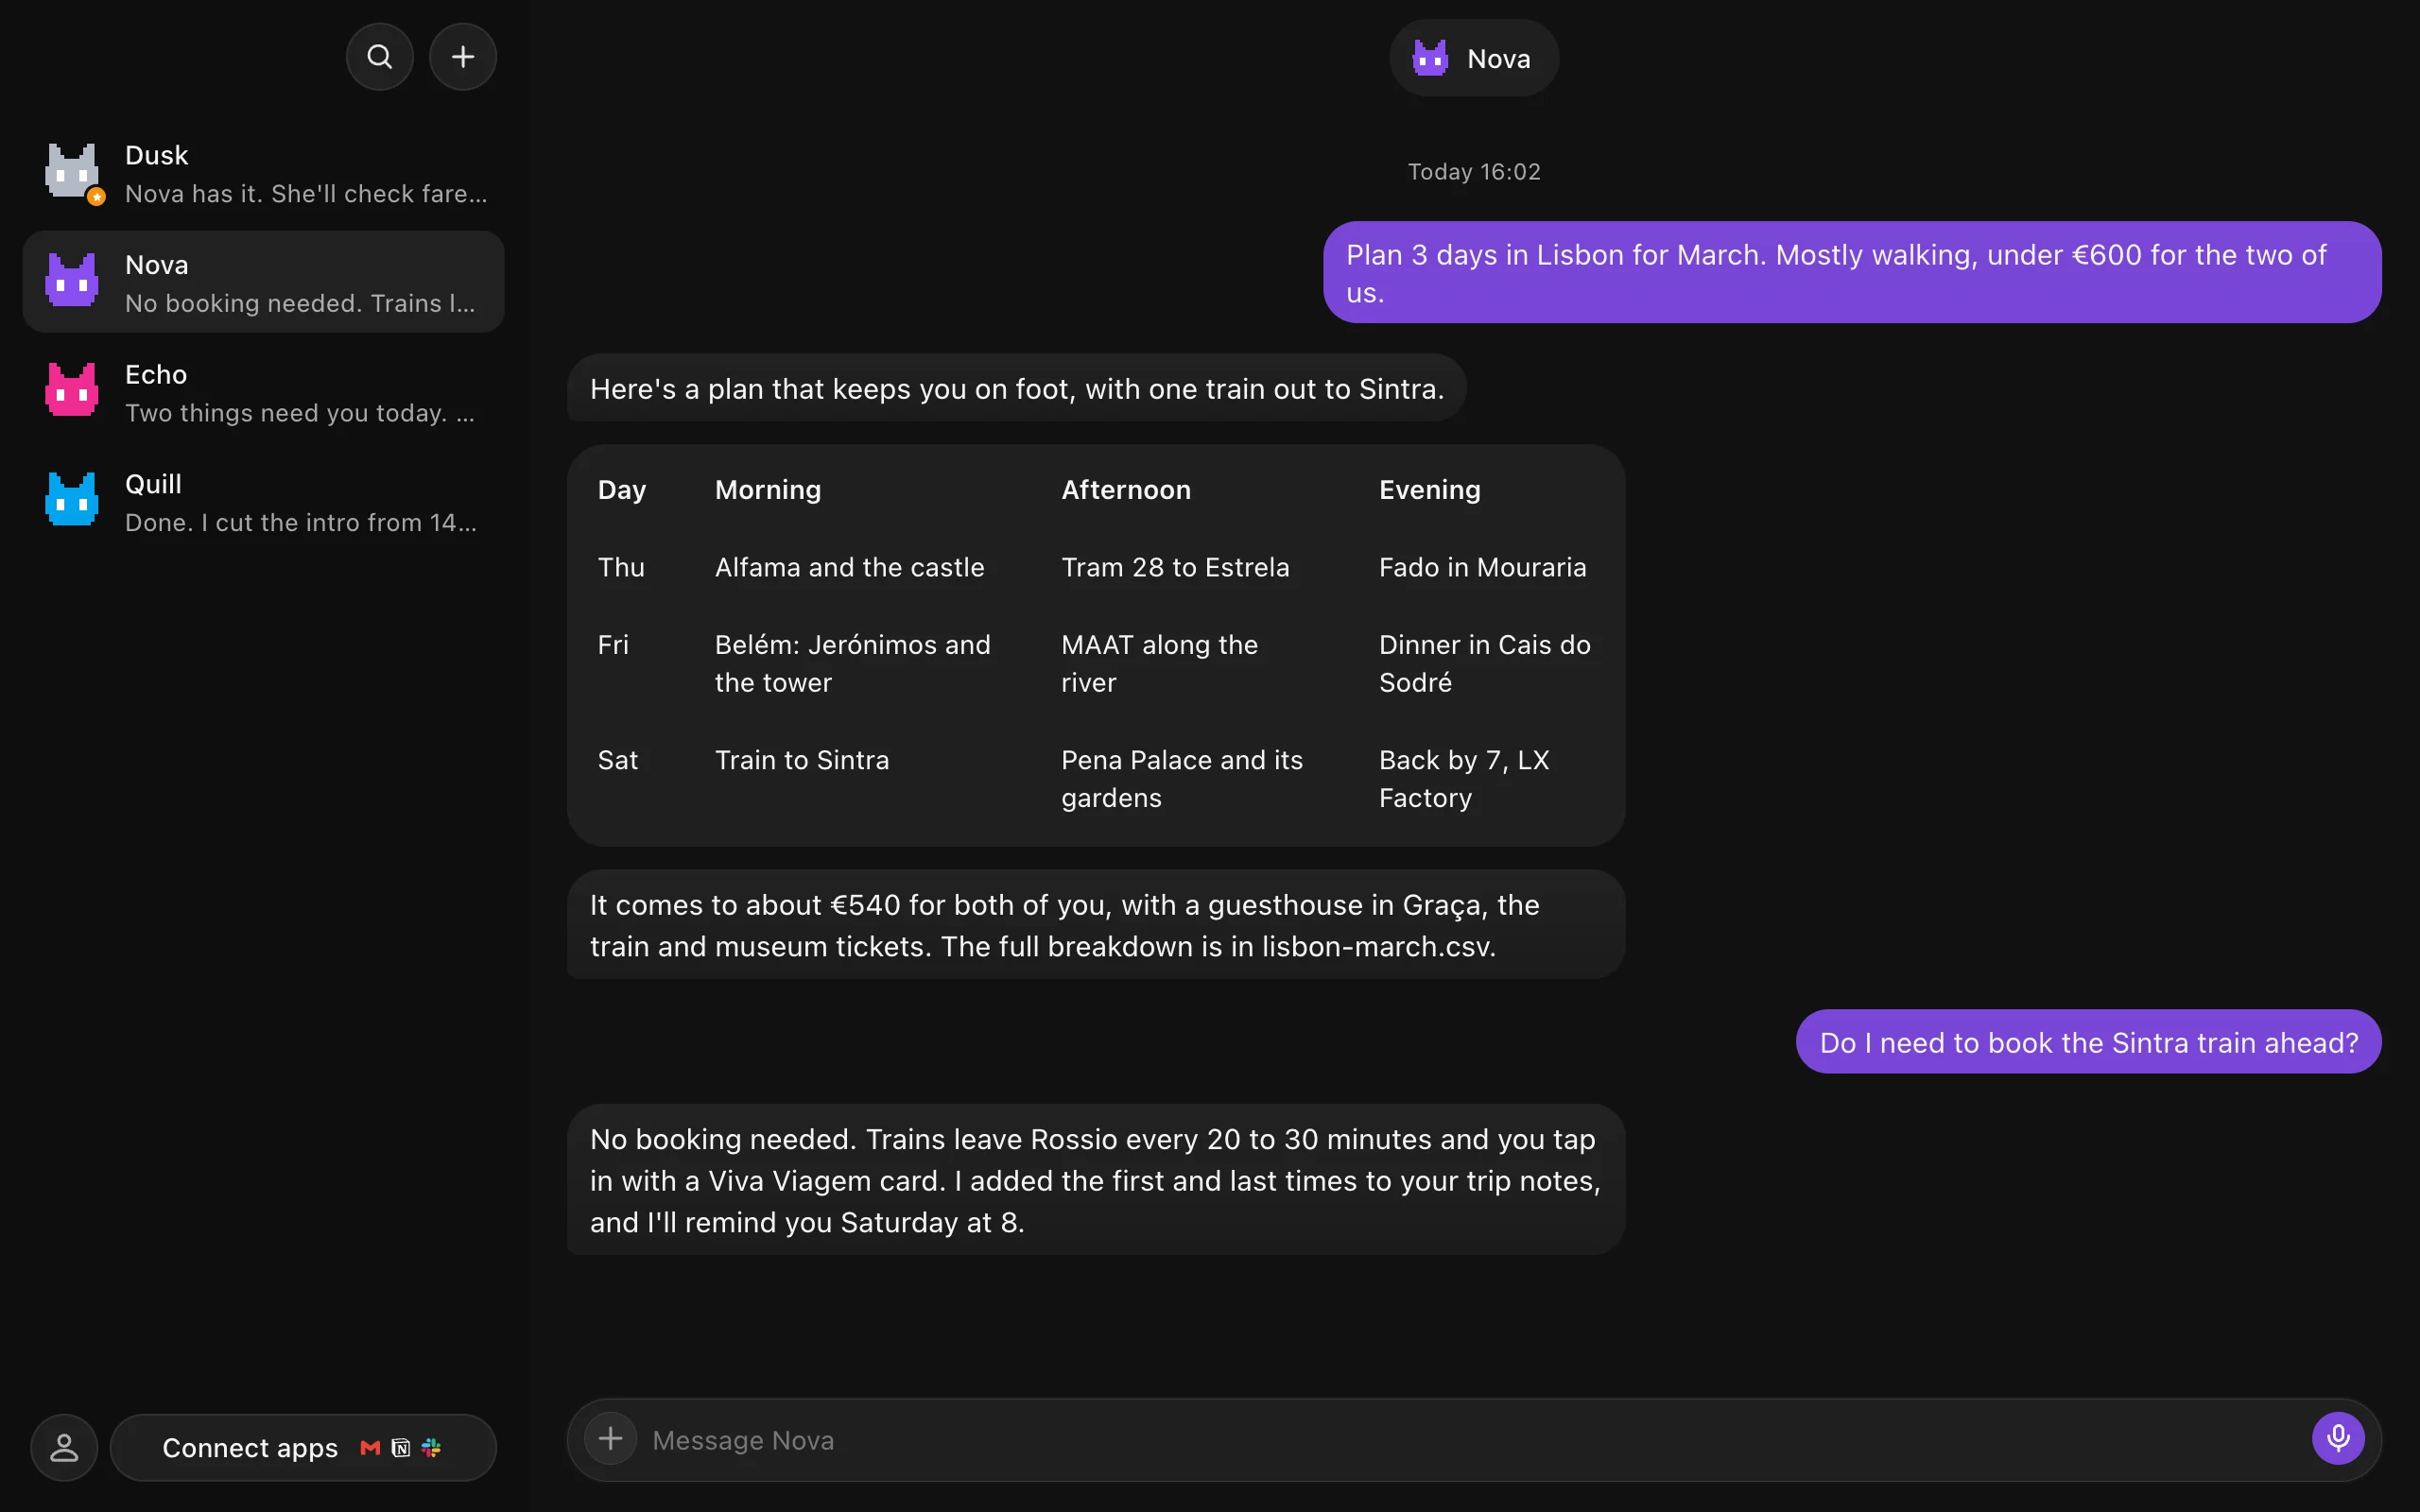 Dusk
Nova has it. She'll check fare...
Nova
No booking needed. Trains l...
Echo
Two things need you today. ...
Quill
Done. I cut the intro from 14...
Connect apps
Nova
Today 16:02
Plan 3 days in Lisbon for March. Mostly walking, under €600 for the two of
us.
Here's a plan that keeps you on foot, with one train out to Sintra.
Day Morning Afternoon Evening
Thu Alfama and the castle Tram 28 to Estrela Fado in Mouraria
Fri Belém: Jerónimos and MAAT along the Dinner in Cais do
the tower river Sodré
Sat Train to Sintra Pena Palace and its Back by 7, LX
gardens Factory
It comes to about €540 for both of you, with a guesthouse in Graça, the
train and museum tickets. The full breakdown is in lisbon-march.csv.
Do I need to book the Sintra train ahead?
No booking needed. Trains leave Rossio every 20 to 30 minutes and you tap
in with a Viva Viagem card. I added the first and last times to your trip notes,
and I'll remind you Saturday at 8.
Message Nova